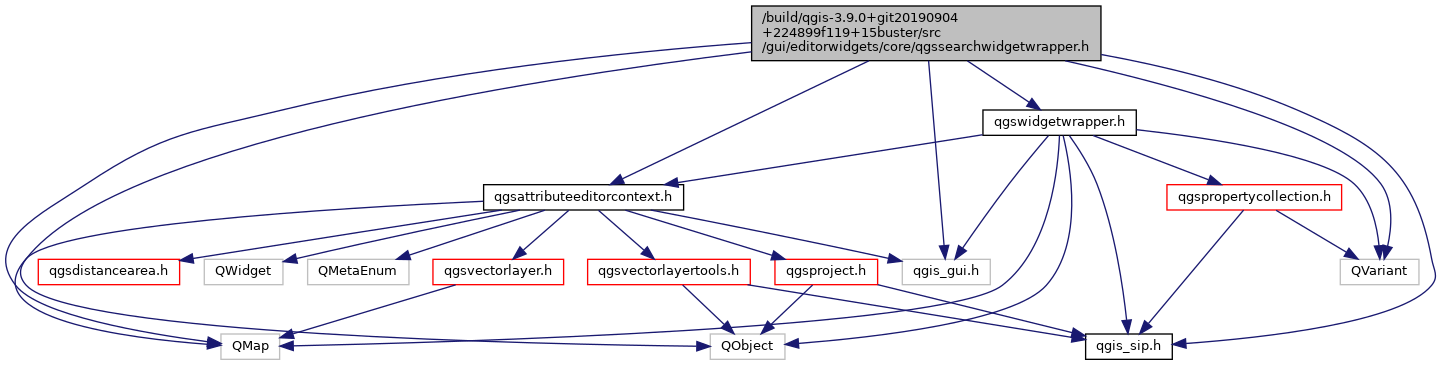 /build/qgis-3.9.0+git20190904
+224899f119+15buster/src
/gui/editorwidgets/core/qgssearchwidgetwrapper.h
qgswidgetwrapper.h
qgsattributeeditorcontext.h
qgspropertycollection.h
qgsdistancearea.h
QWidget
QMetaEnum
qgsvectorlayer.h
qgsvectorlayertools.h
qgsproject.h
qgis_gui.h
QVariant
QMap
QObject
qgis_sip.h